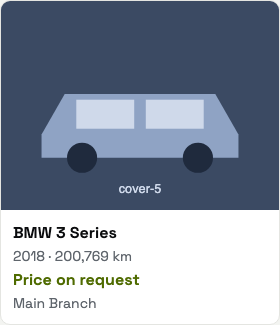 cover-5
BMW 3 Series
2018 · 200,769 km
Price on request
Main Branch